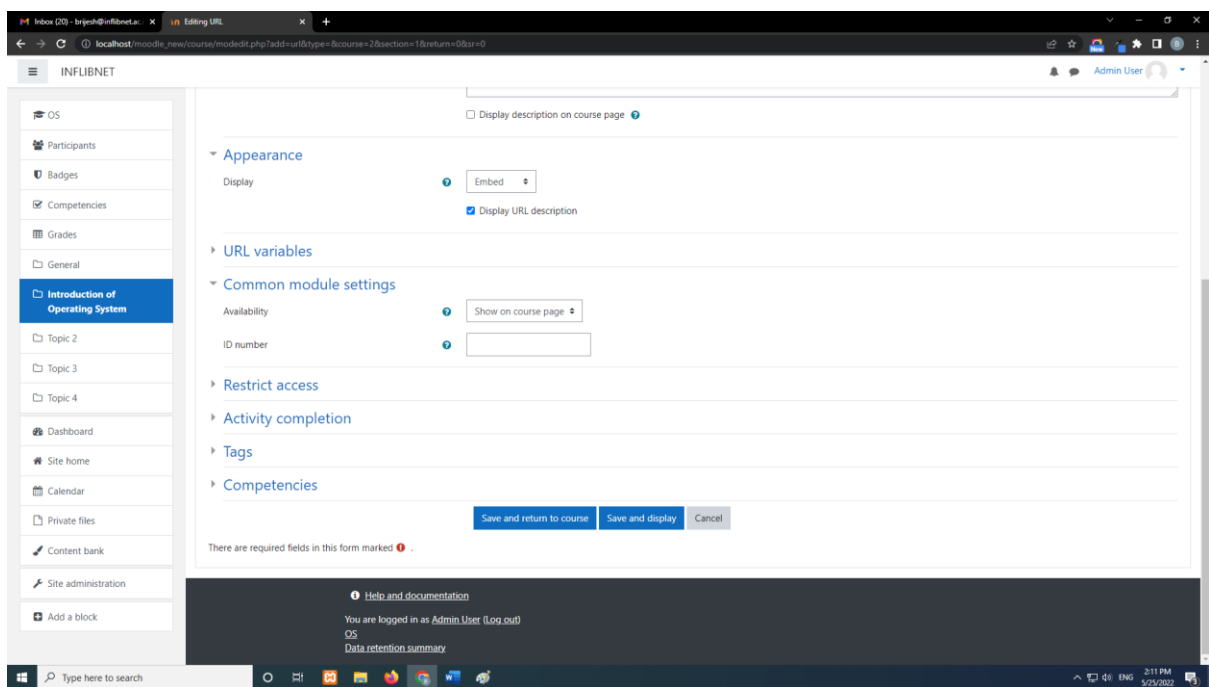 Inbox (20) - brijesh@inflibnet.ac.i
Editing URL
localhost/moodle_new/course/modedit.php?add=url&type=&course=2&section=1&return=0&sr=0
New
B
INFLIBNET
Admin User
OS
Participants
Badges
Competencies
Grades
General
Introduction of
Operating System
Topic 2
Topic 3
Topic 4
Dashboard
Site home
Calendar
Private files
Content bank
Site administration
Add a block
Display description on course page
Appearance
Display
Embed
Display URL description
URL variables
Common module settings
Availability
Show on course page
ID number
Restrict access
Activity completion
Tags
Competencies
Save and return to course
Save and display
Cancel
There are required fields in this form marked .
Help and documentation
You are logged in as Admin User (Log out)
OS
Data retention summary
Type here to search
ENG
2:11 PM
5/25/2022